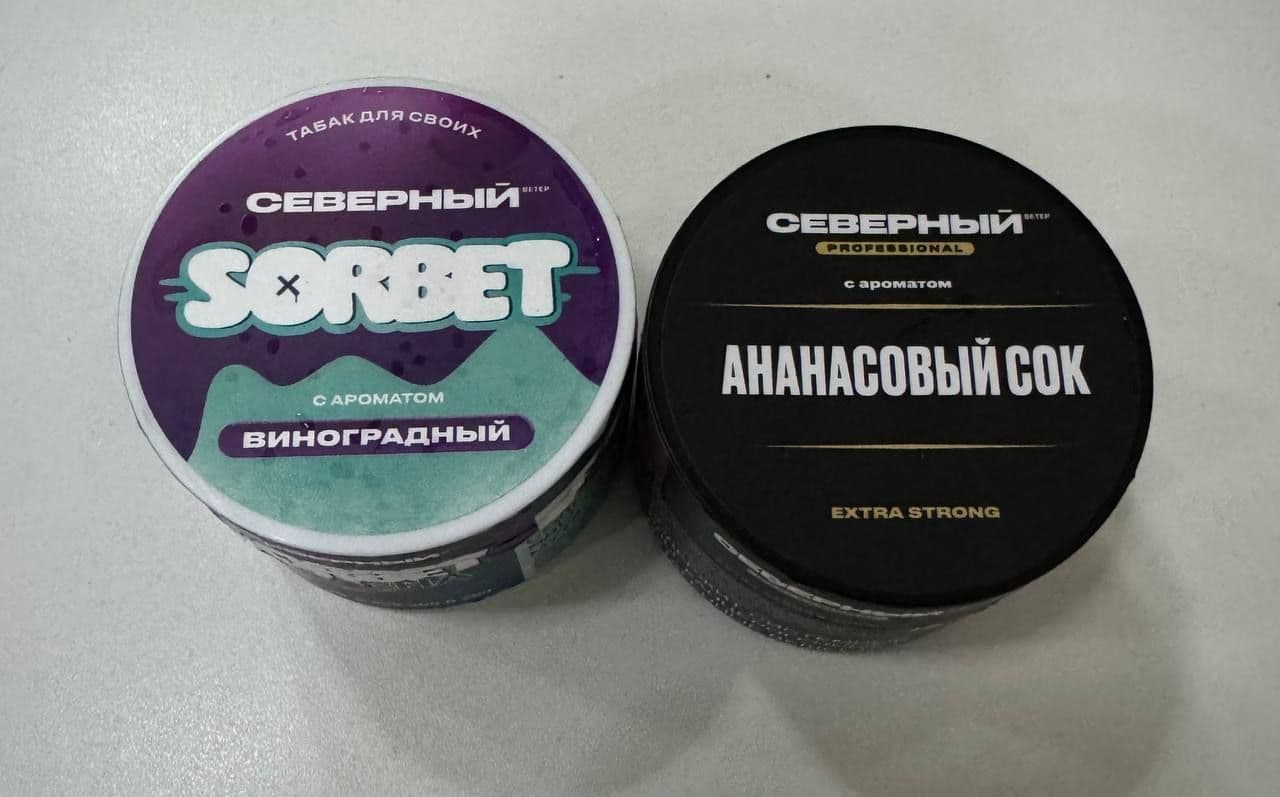 ТАБАК ДЛЯ СВОИХ
СЕВЕРНЫЙ ВЕТЕР
SORBET
С АРОМАТОМ
ВИНОГРАДНЫЙ
СЕВЕРНЫЙ ВЕТЕР
PROFESSIONAL
с ароматом
АНАНАСОВЫЙ СОК
EXTRA STRONG